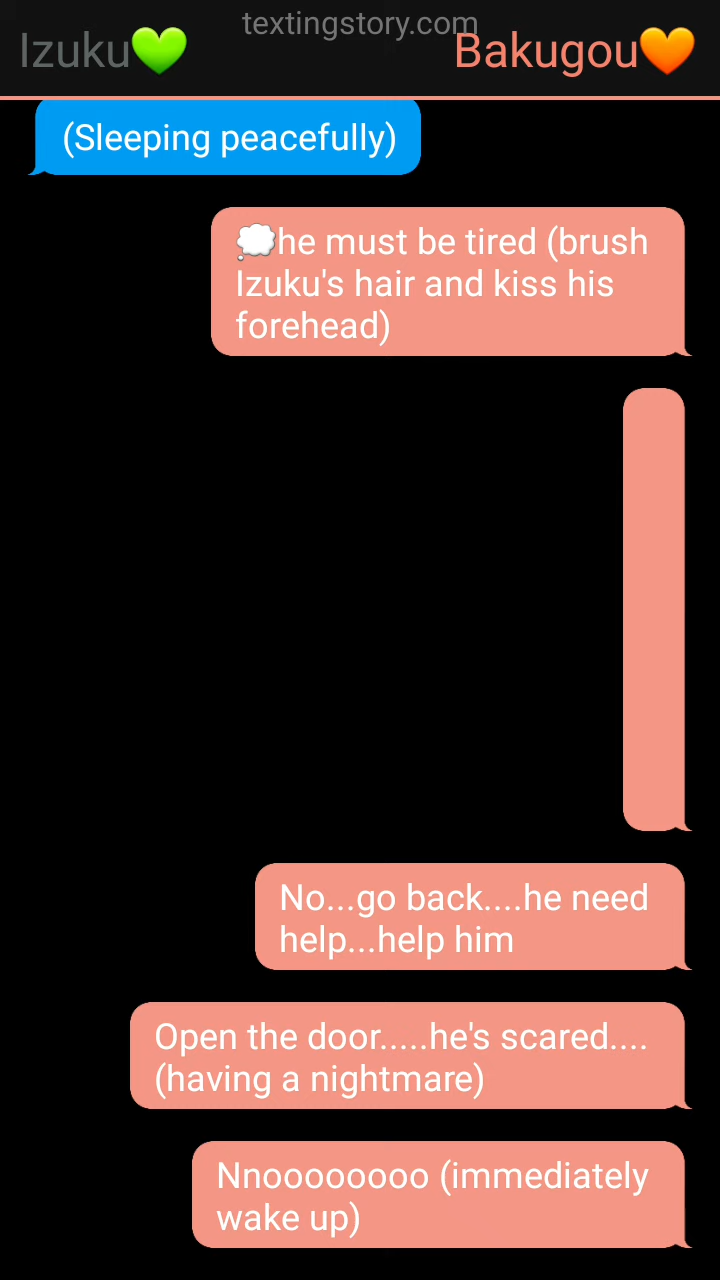 textingstory.com
Izuku💚
Bakugou🧡
(Sleeping peacefully)
💭he must be tired (brush
Izuku's hair and kiss his
forehead)
No...go back....he need
help...help him
Open the door.....he's scared....
(having a nightmare)
Nnoooooooo (immediately
wake up)